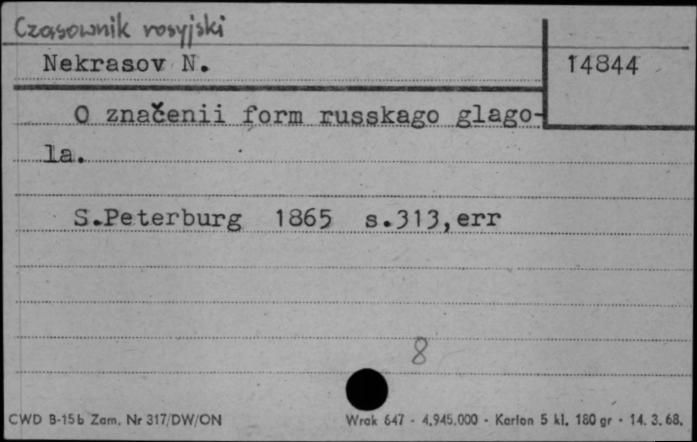 Czasownik rosyjski
Nekrasov N.
14844
O značenii form russkago glago-
la.
S.Peterburg 1865 s.313,err
8
CWD B-15b Zam. Nr 317/DW/ON
Wrak 647 - 4.945.000 - Karton 5 kl. 180 gr - 14. 3. 68.